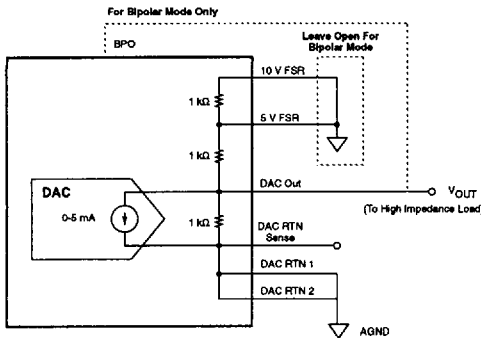 For Bipolar Mode Only
Leave Open For
Bipolar Mode
BPO
10 V FSR
1 kΩ
5 V FSR
1 kΩ
DAC
DAC Out
VOUT
(To High Impedance Load)
0-5 mA
1 kΩ
DAC RTN
Sense
DAC RTN 1
DAC RTN 2
AGND